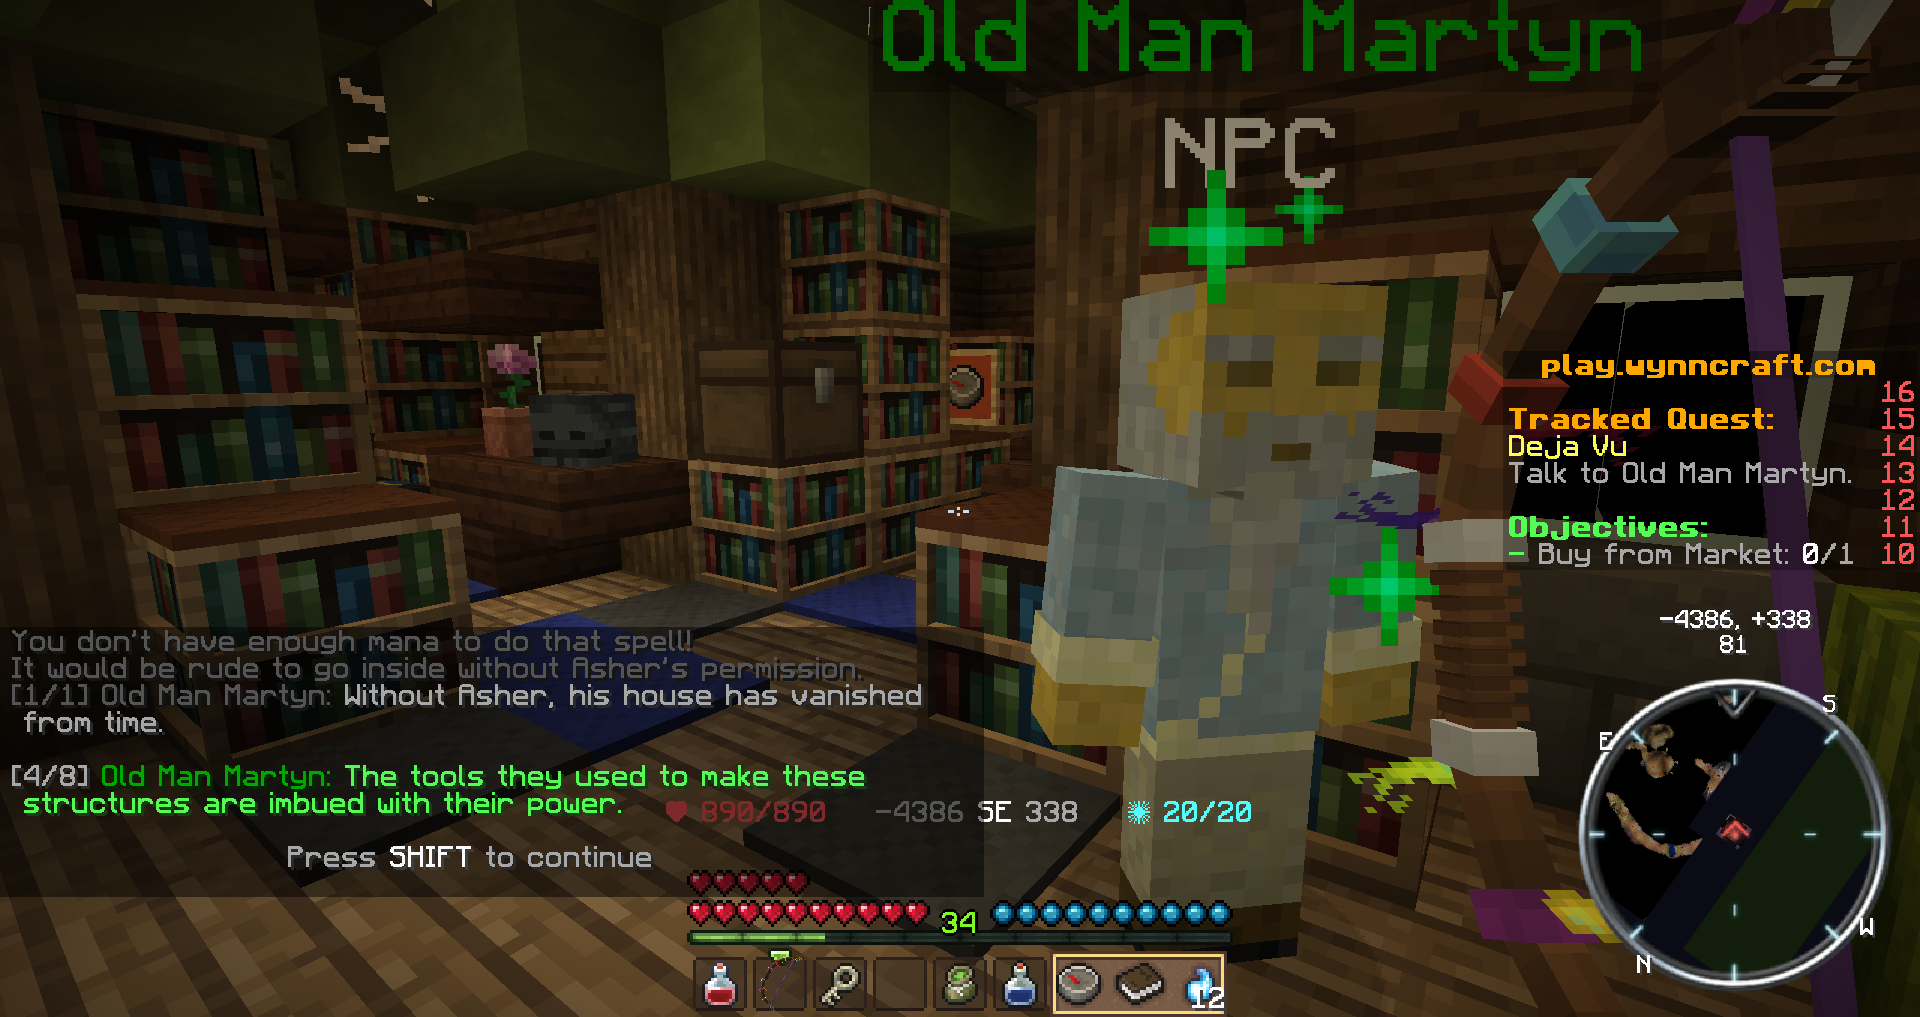 Old Man Martyn
NPC
play.wynncraft.com
16
Tracked Quest:
15
Deja Vu
14
Talk to Old Man Martyn.
13
12
Objectives:
11
- Buy from Market: 0/1
10
-4386, +338
81
S
E
W
N
You don't have enough mana to do that spell!
It would be rude to go inside without Asher's permission.
[1/1] Old Man Martyn: Without Asher, his house has vanished
from time.
[4/8] Old Man Martyn: The tools they used to make these
structures are imbued with their power.
890/890
-4386 SE 338
20/20
Press SHIFT to continue
34
12